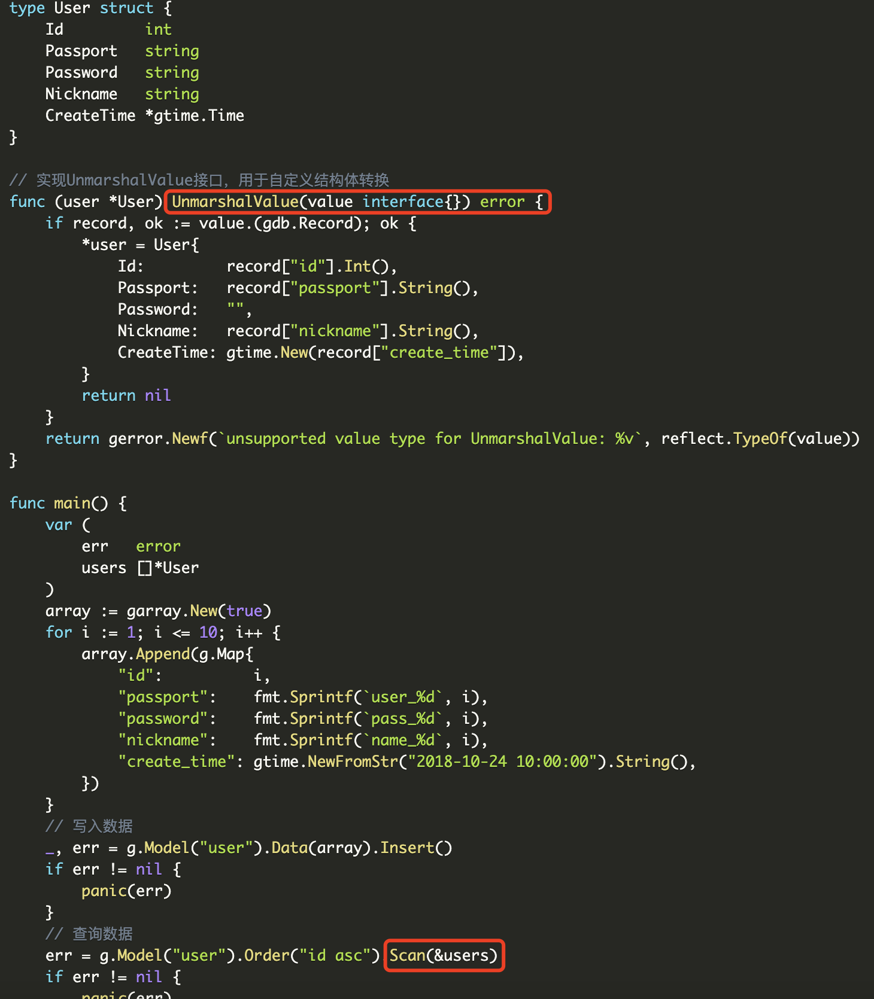 type User struct {
    Id         int
    Passport   string
    Password   string
    Nickname   string
    CreateTime *gtime.Time
}

// 实现UnmarshalValue接口，用于自定义结构体转换
func (user *User) UnmarshalValue(value interface{}) error {
    if record, ok := value.(gdb.Record); ok {
        *user = User{
            Id:         record["id"].Int(),
            Passport:   record["passport"].String(),
            Password:   "",
            Nickname:   record["nickname"].String(),
            CreateTime: gtime.New(record["create_time"]),
        }
        return nil
    }
    return gerror.Newf(`unsupported value type for UnmarshalValue: %v`, reflect.TypeOf(value))
}

func main() {
    var (
        err   error
        users []*User
    )
    array := garray.New(true)
    for i := 1; i <= 10; i++ {
        array.Append(g.Map{
            "id":          i,
            "passport":    fmt.Sprintf(`user_%d`, i),
            "password":    fmt.Sprintf(`pass_%d`, i),
            "nickname":    fmt.Sprintf(`name_%d`, i),
            "create_time": gtime.NewFromStr("2018-10-24 10:00:00").String(),
        })
    }
    // 写入数据
    _, err = g.Model("user").Data(array).Insert()
    if err != nil {
        panic(err)
    }
    // 查询数据
    err = g.Model("user").Order("id asc") Scan(&users)
    if err != nil {
        panic(err)